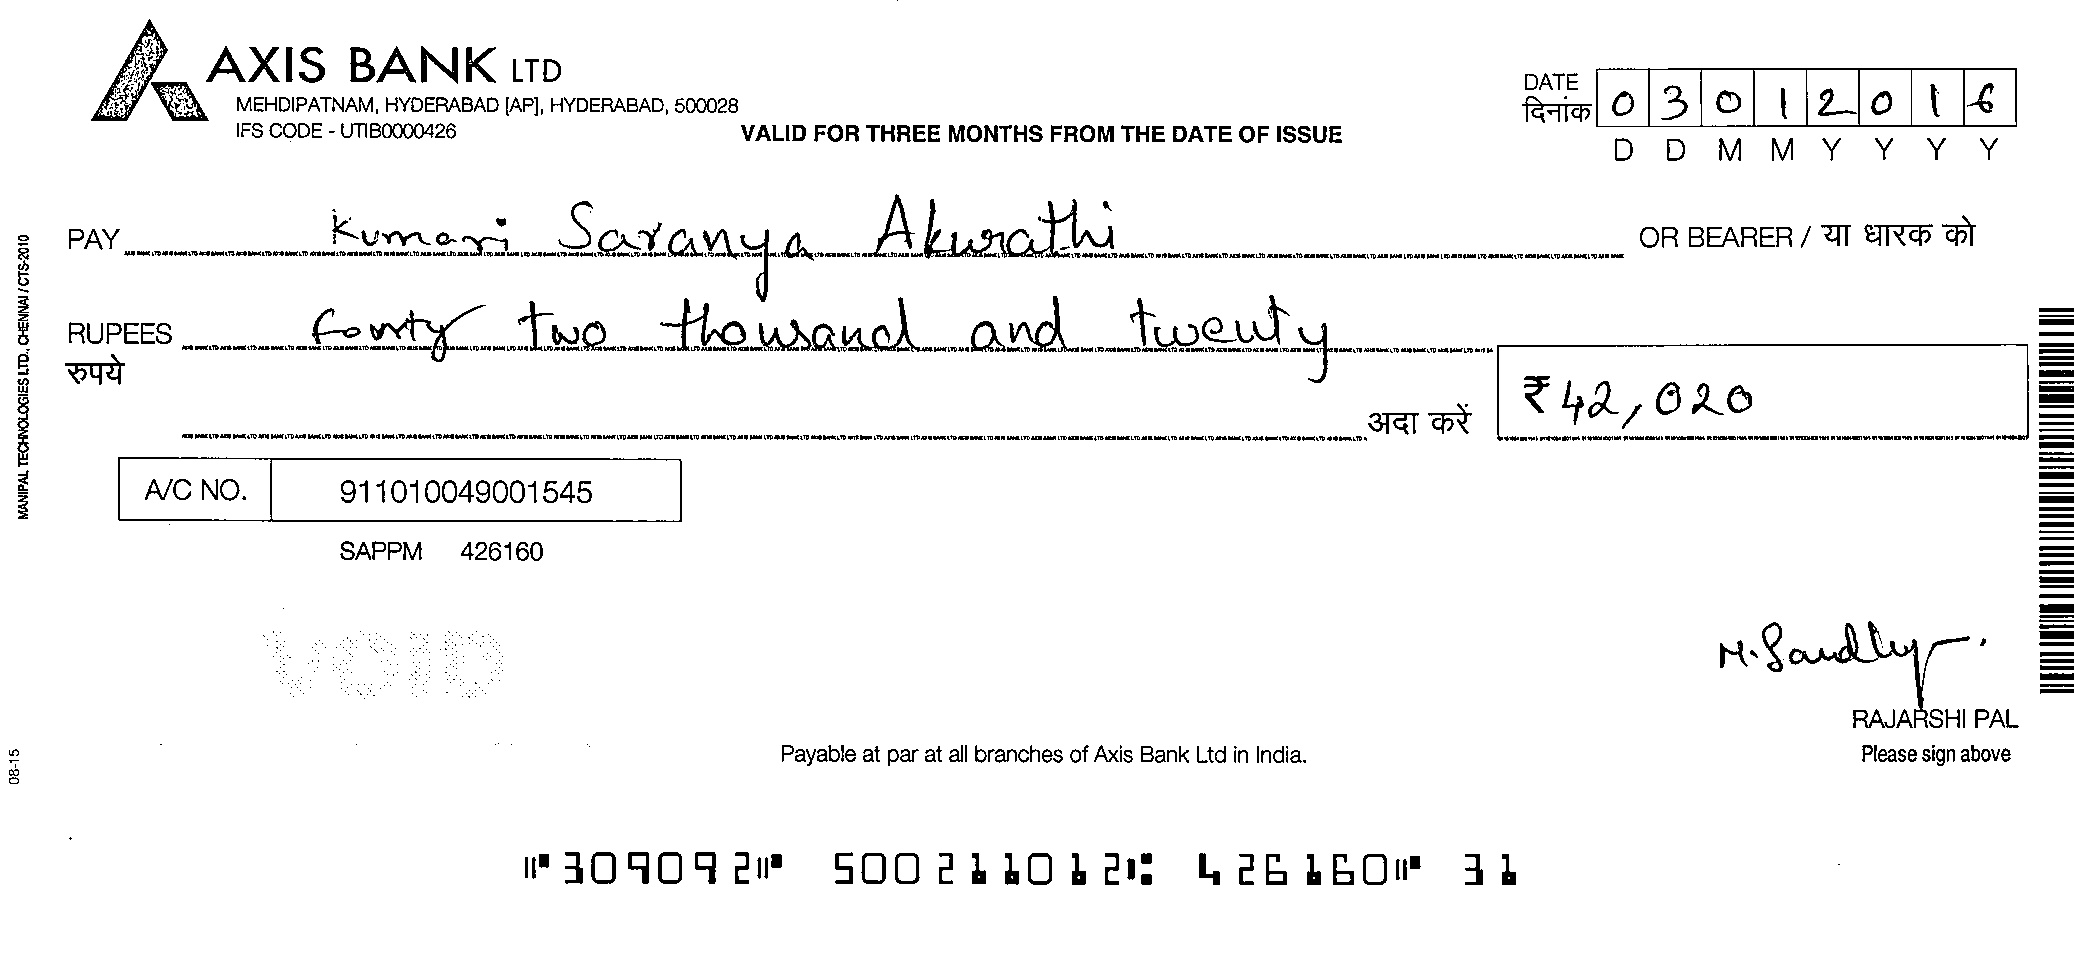 AXIS BANK LTD
MEHDIPATNAM, HYDERABAD [AP], HYDERABAD, 500028
IFS CODE - UTIB0000426
VALID FOR THREE MONTHS FROM THE DATE OF ISSUE
DATE
दिनांक 0 3 0 1 2 0 1 6
D D M M Y Y Y Y
PAY Kumari Saranya Akurathi OR BEARER / या धारक को
RUPEES fourty two thousand and twenty
रुपये
अदा करें ₹ 42,020
A/C NO. 911010049001545
SAPPM 426160
VOID
M. Sandhy
RAJARSHI PAL
Please sign above
Payable at par at all branches of Axis Bank Ltd in India.
⑈309092⑈ 500211012⑆ 426160⑈ 31
MANIPAL TECHNOLOGIES LTD., CHENNAI / CTS-2010
08-15